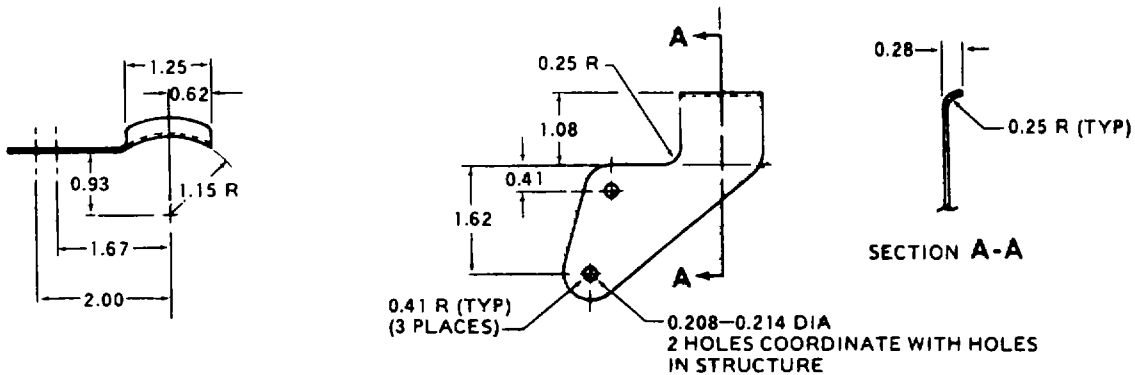 1.25
0.62
0.93
1.15 R
1.67
2.00
A
0.25 R
1.08
0.41
1.62
A
0.41 R (TYP)
(3 PLACES)
0.208–0.214 DIA
2 HOLES COORDINATE WITH HOLES
IN STRUCTURE
0.28
0.25 R (TYP)
SECTION A-A